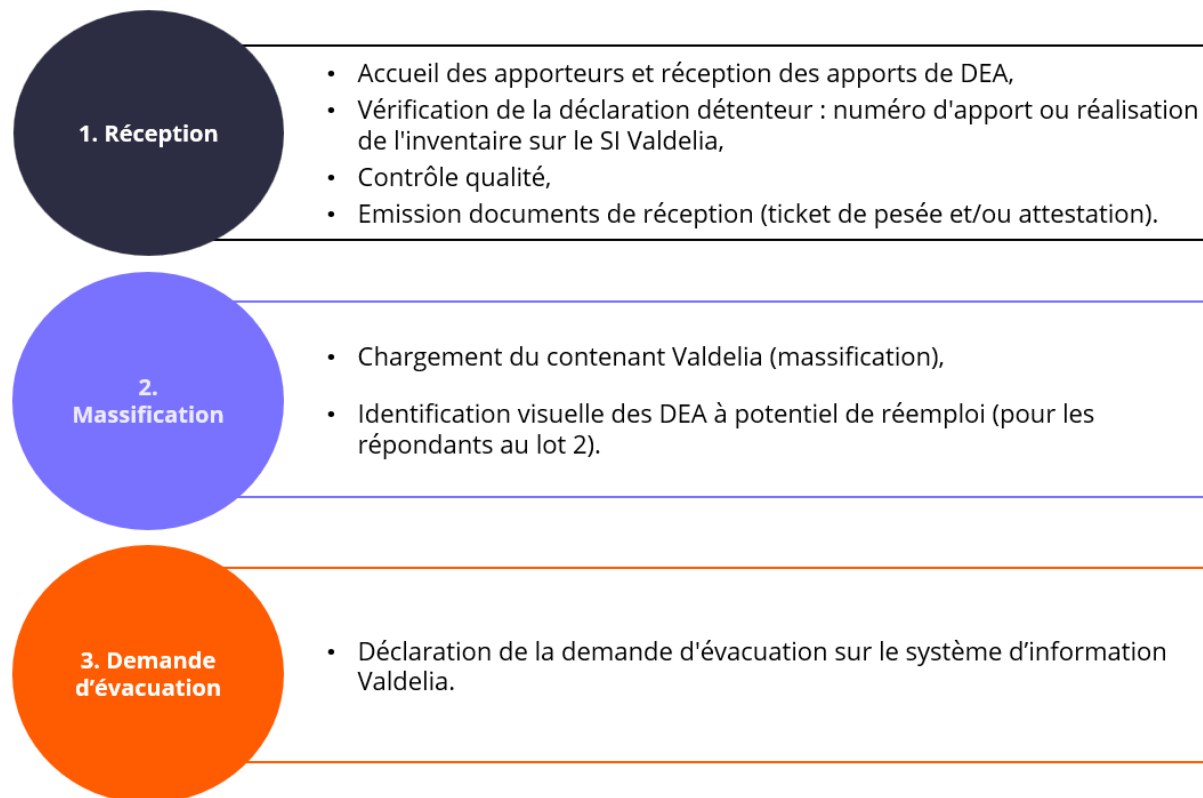 1. Réception
• Accueil des apporteurs et réception des apports de DEA,
• Vérification de la déclaration détenteur : numéro d'apport ou réalisation
de l'inventaire sur le SI Valdelia,
• Contrôle qualité,
• Emission documents de réception (ticket de pesée et/ou attestation).
2.
Massification
• Chargement du contenant Valdelia (massification),
• Identification visuelle des DEA à potentiel de réemploi (pour les
répondants au lot 2).
3. Demande
d’évacuation
• Déclaration de la demande d'évacuation sur le système d’information
Valdelia.